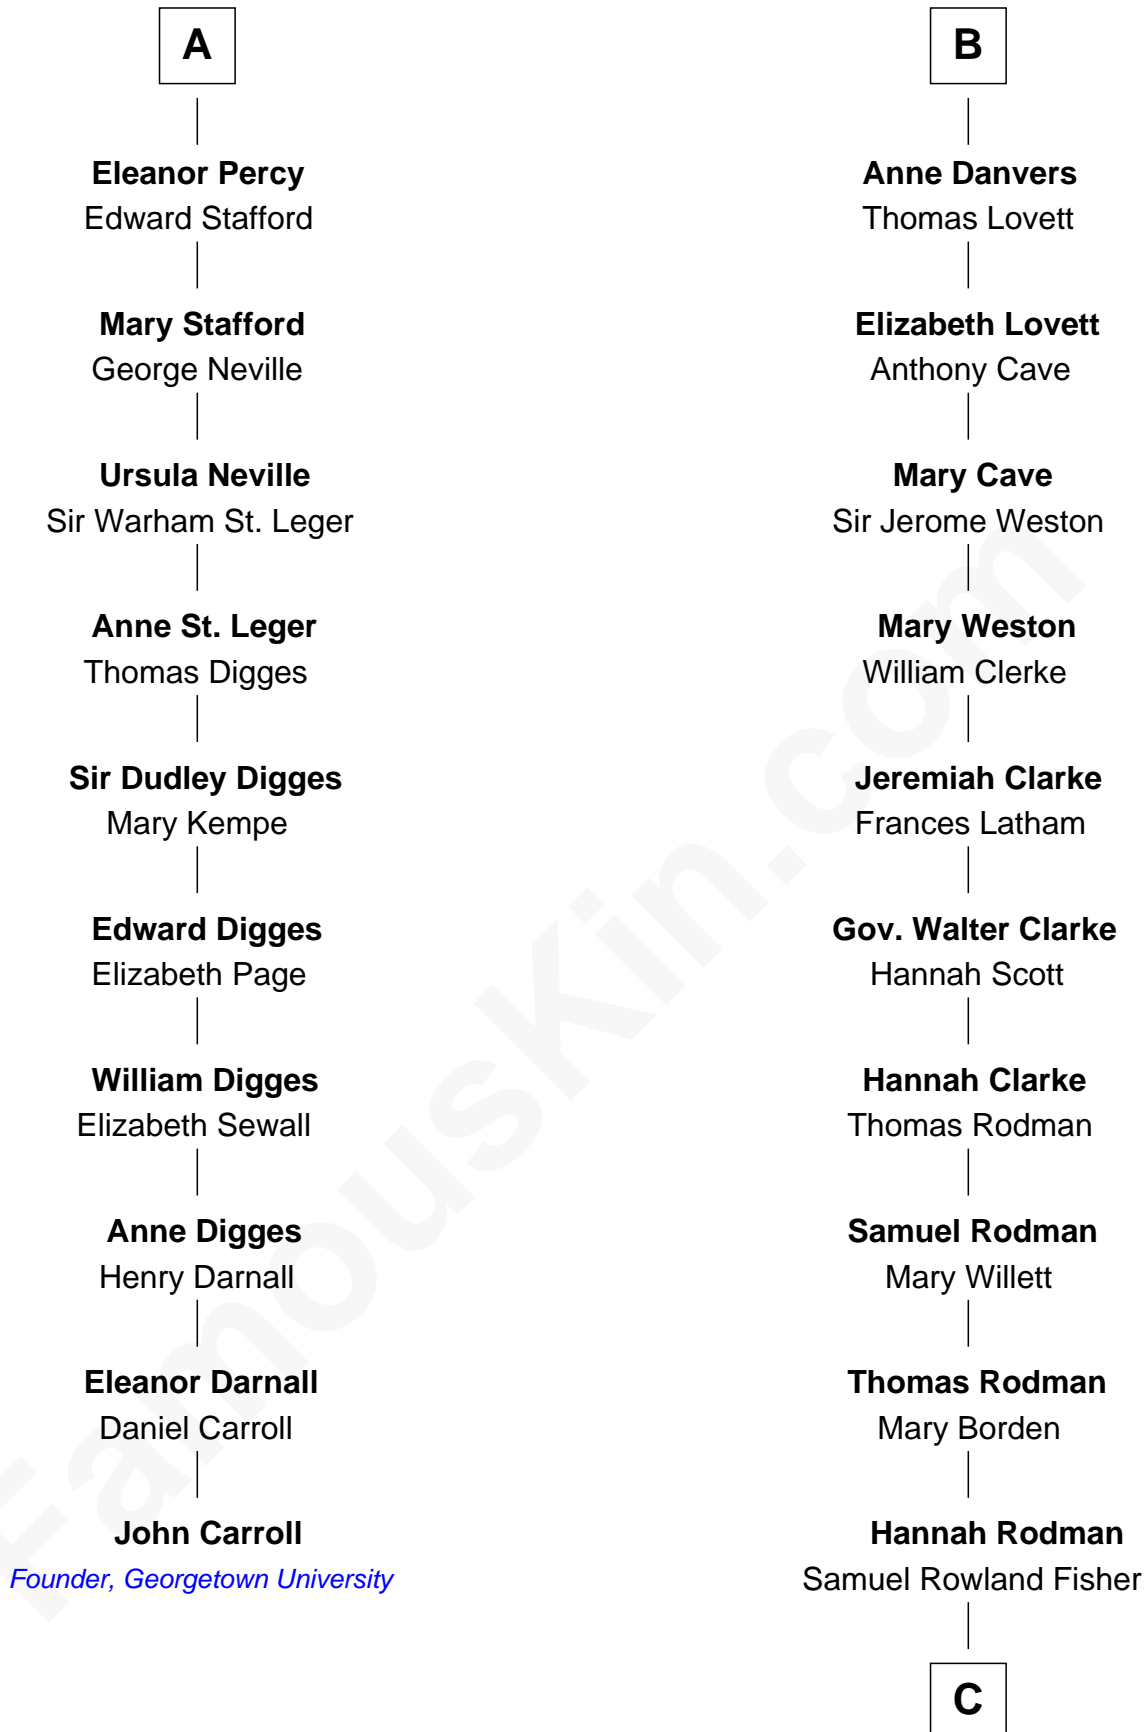 A
Eleanor Percy
Edward Stafford
Mary Stafford
George Neville
Ursula Neville
Sir Warham St. Leger
Anne St. Leger
Thomas Digges
Sir Dudley Digges
Mary Kempe
Edward Digges
Elizabeth Page
William Digges
Elizabeth Sewall
Anne Digges
Henry Darnall
Eleanor Darnall
Daniel Carroll
John Carroll
Founder, Georgetown University
B
Anne Danvers
Thomas Lovett
Elizabeth Lovett
Anthony Cave
Mary Cave
Sir Jerome Weston
Mary Weston
William Clerke
Jeremiah Clarke
Frances Latham
Gov. Walter Clarke
Hannah Scott
Hannah Clarke
Thomas Rodman
Samuel Rodman
Mary Willett
Thomas Rodman
Mary Borden
Hannah Rodman
Samuel Rowland Fisher
C
FamousKin.com